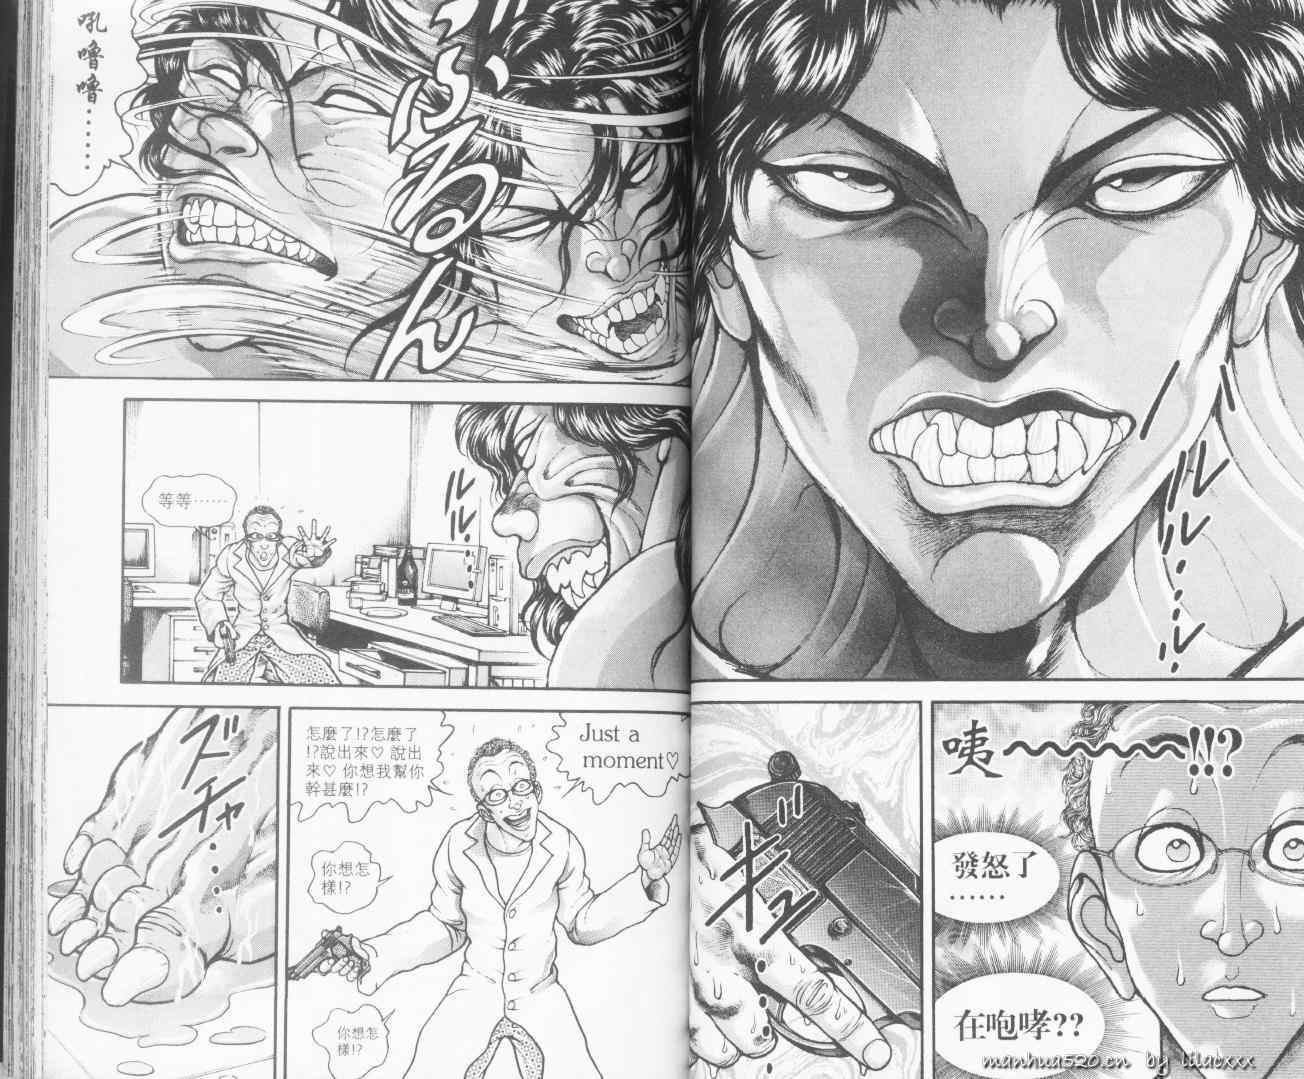 ルルッ…ル…
咦～～～!!!?
發怒了
……
在咆哮??
ギュッ
吼嚕嚕……
ぶるるん
等等……
ルル…
Just a
moment♡
怎麼了!?怎麼了
!?說出來♡ 說出
來♡ 你想我幫你
幹甚麼!?
你想怎
樣!?
你想怎
樣!?
ズチャ…
manhua520.cn by lilacxxx